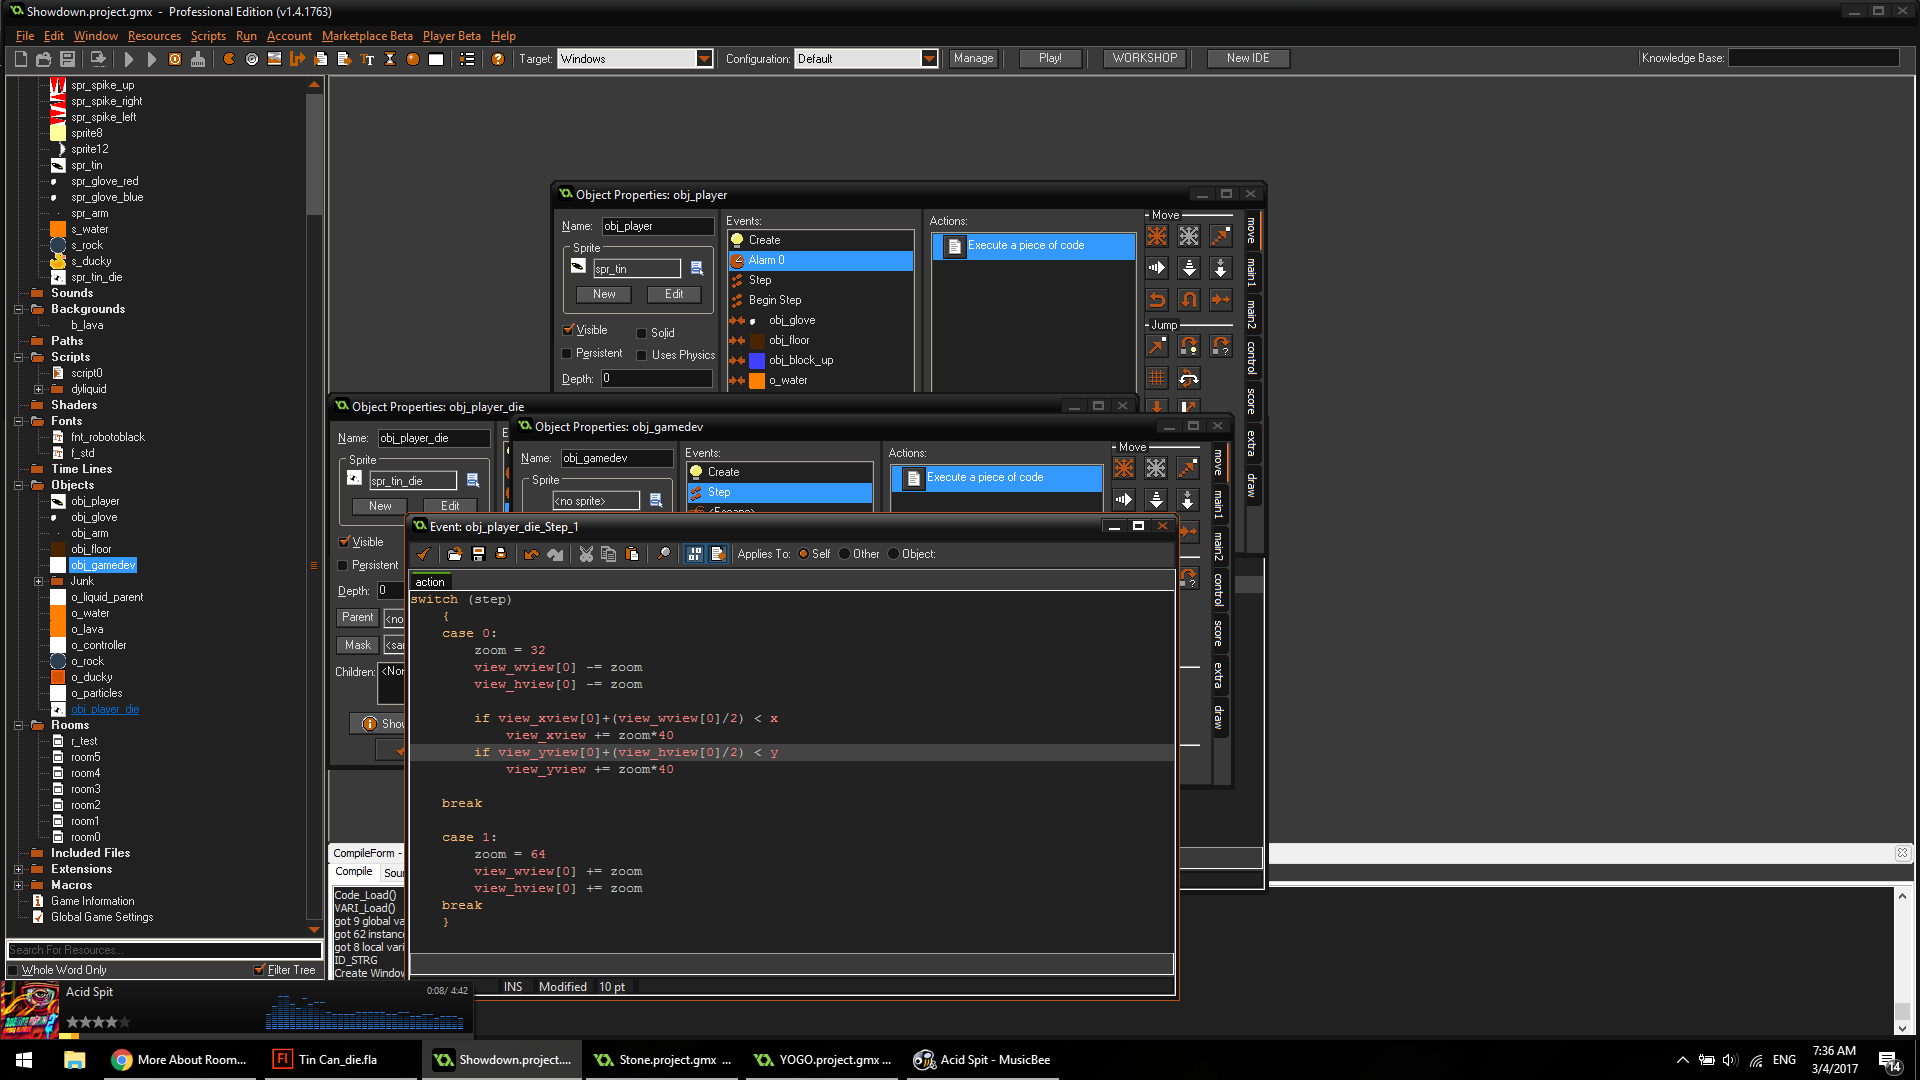 Showdown.project.gmx - Professional Edition (v1.4.1763)
File Edit Window Resources Scripts Run Account Marketplace Beta Player Beta Help
Target: Windows Configuration: Default Manage Play! WORKSHOP New IDE Knowledge Base:
spr_spike_up
spr_spike_right
spr_spike_left
sprite8
sprite12
spr_tin
spr_glove_red
spr_glove_blue
spr_arm
s_water
s_rock
s_ducky
spr_tin_die
Sounds
Backgrounds
b_lava
Paths
Scripts
script0
dyliquid
Shaders
Fonts
fnt_robotoblack
f_std
Time Lines
Objects
obj_player
obj_glove
obj_arm
obj_floor
obj_gamedev
Junk
o_liquid_parent
o_water
o_lava
o_controller
o_rock
o_ducky
o_particles
obj_player_die
Rooms
r_test
room5
room4
room3
room2
room1
room0
Included Files
Extensions
Macros
Game Information
Global Game Settings
Search For Resources...
Whole Word Only Filter Tree
Object Properties: obj_player
Name: obj_player
Sprite
spr_tin
New Edit
Visible Solid
Persistent Uses Physics
Depth: 0
Events:
Create
Alarm 0
Step
Begin Step
obj_glove
obj_floor
obj_block_up
o_water
Actions:
Execute a piece of code
Move
Jump
move
main1
main2
control
score
extra
draw
Object Properties: obj_player_die
Name: obj_player_die
Sprite
spr_tin_die
New Edit
Visible
Persistent
Depth: 0
Parent
Mask
Children:
Object Properties: obj_gamedev
Name: obj_gamedev
Sprite
<no sprite>
Events:
Create
Step
<Escape>
Actions:
Execute a piece of code
Move
move
main1
main2
control
score
extra
draw
Event: obj_player_die_Step_1
Applies To: Self Other Object:
action
switch (step)
{
case 0:
zoom = 32
view_wview[0] -= zoom
view_hview[0] -= zoom
if view_xview[0]+(view_wview[0]/2) < x
view_xview += zoom*40
if view_yview[0]+(view_hview[0]/2) < y
view_yview += zoom*40
break
case 1:
zoom = 64
view_wview[0] += zoom
view_hview[0] += zoom
break
}
INS Modified 10 pt
CompileForm -
Compile
Code_Load()
VARI_Load()
got 9 global va
got 62 instance
got 8 local vari
ID_STRG
Create Window
Acid Spit 0:08/ 4:42
More About Room...
Fl Tin Can_die.fla
Showdown.project....
Stone.project.gmx ...
YOGO.project.gmx ...
Acid Spit - MusicBee
ENG
7:36 AM
3/4/2017
14